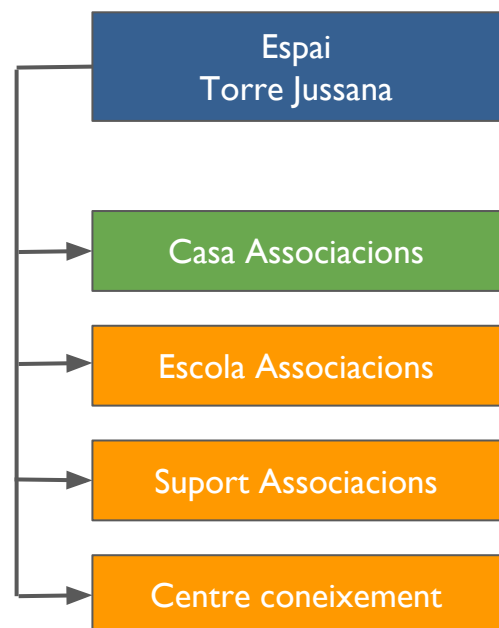 Espai
Torre Jussana
Casa Associacions
Escola Associacions
Suport Associacions
Centre coneixement